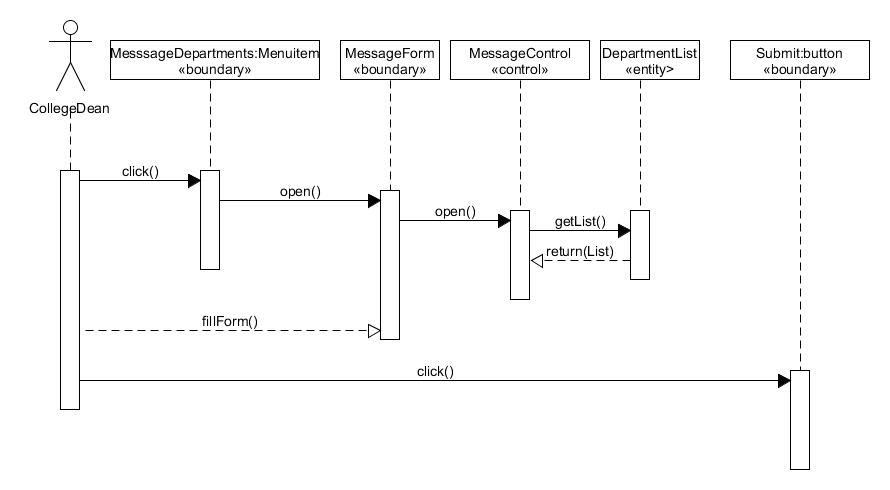 MesssageDepartments:Menuitem
«boundary»
MessageForm
«boundary»
MessageControl
«control»
DepartmentList
«entity>
Submit:button
«boundary»
CollegeDean
click()
open()
open()
getList()
return(List)
fillForm()
click()